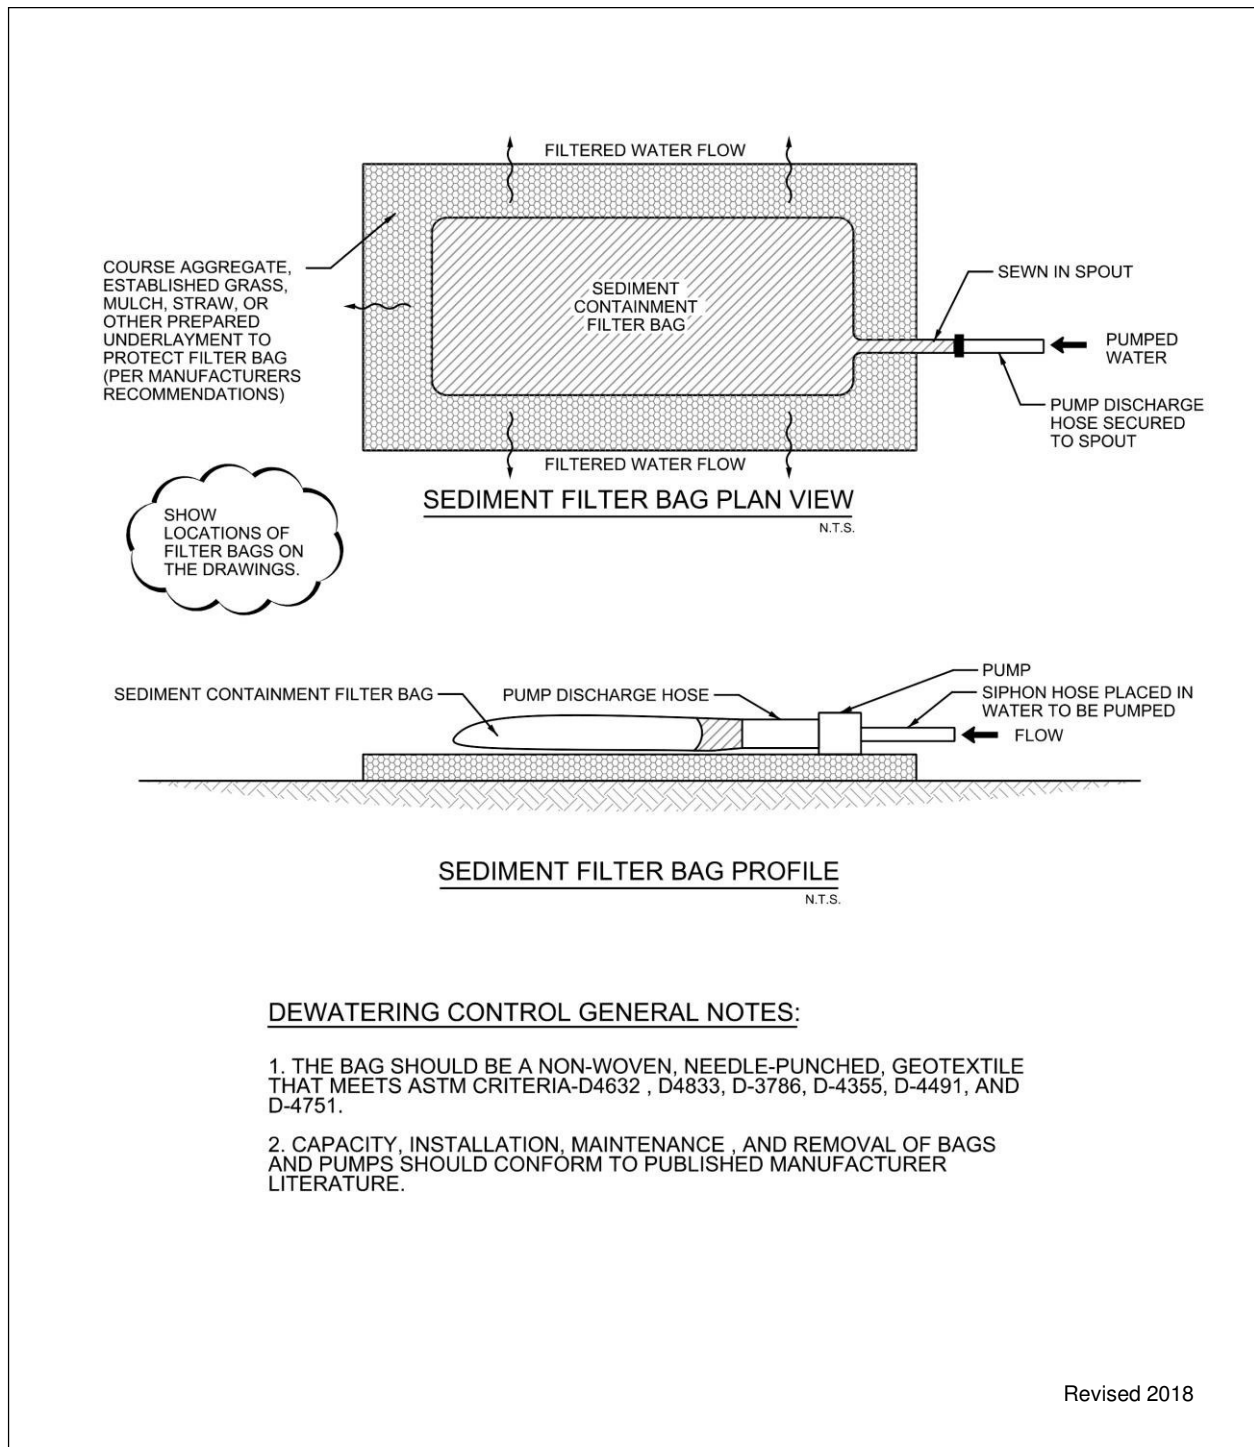 FILTERED WATER FLOW
COURSE AGGREGATE,
ESTABLISHED GRASS,
MULCH, STRAW, OR
OTHER PREPARED
UNDERLAYMENT TO
PROTECT FILTER BAG
(PER MANUFACTURERS
RECOMMENDATIONS)
SEDIMENT
CONTAINMENT
FILTER BAG
SEWN IN SPOUT
PUMPED
WATER
PUMP DISCHARGE
HOSE SECURED
TO SPOUT
FILTERED WATER FLOW
SEDIMENT FILTER BAG PLAN VIEW
N.T.S.
SHOW
LOCATIONS OF
FILTER BAGS ON
THE DRAWINGS.
SEDIMENT CONTAINMENT FILTER BAG
PUMP DISCHARGE HOSE
PUMP
SIPHON HOSE PLACED IN
WATER TO BE PUMPED
FLOW
SEDIMENT FILTER BAG PROFILE
N.T.S.
DEWATERING CONTROL GENERAL NOTES:
1. THE BAG SHOULD BE A NON-WOVEN, NEEDLE-PUNCHED, GEOTEXTILE
THAT MEETS ASTM CRITERIA-D4632 , D4833, D-3786, D-4355, D-4491, AND
D-4751.
2. CAPACITY, INSTALLATION, MAINTENANCE , AND REMOVAL OF BAGS
AND PUMPS SHOULD CONFORM TO PUBLISHED MANUFACTURER
LITERATURE.
Revised 2018